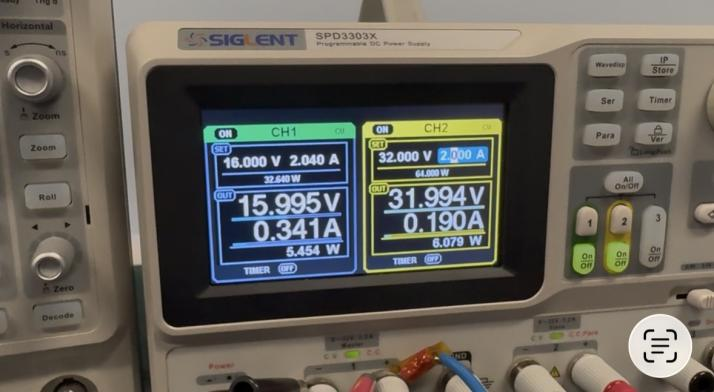 Horizontal
Zoom
Zoom
Roll
Zero
Decode
SIGLENT SPD3303X
Programmable DC Power Supply
ON CH1
SET
16.000 V 2.040 A
32.640 W
OUT
15.995V
0.341A
5.454 W
TIMER OFF
ON CH2
SET
32.000 V 2.000 A
64.000 W
OUT
31.994V
0.190A
6.079 W
TIMER OFF
Wavedisp
IP
Store
Ser
Timer
Para
Ver
All
On/Off
1
2
3
On
Off
On
Off
On
Off
Power
Master
C.V
C.C